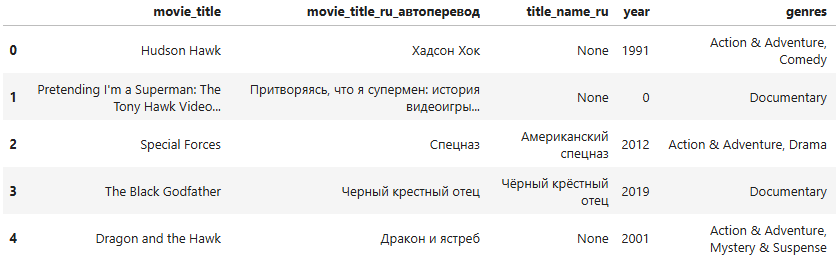 movie_title movie_title_ru_автоперевод title_name_ru year genres
0 Hudson Hawk Хадсон Хок None 1991 Action & Adventure,
Comedy
1 Pretending I'm a Superman: The Притворяясь, что я супермен: история None 0 Documentary
Tony Hawk Video... видеоигры...
2 Special Forces Спецназ Американский 2012 Action & Adventure, Drama
спецназ
3 The Black Godfather Черный крестный отец Чёрный крёстный 2019 Documentary
отец
4 Dragon and the Hawk Дракон и ястреб None 2001 Action & Adventure,
Mystery & Suspense